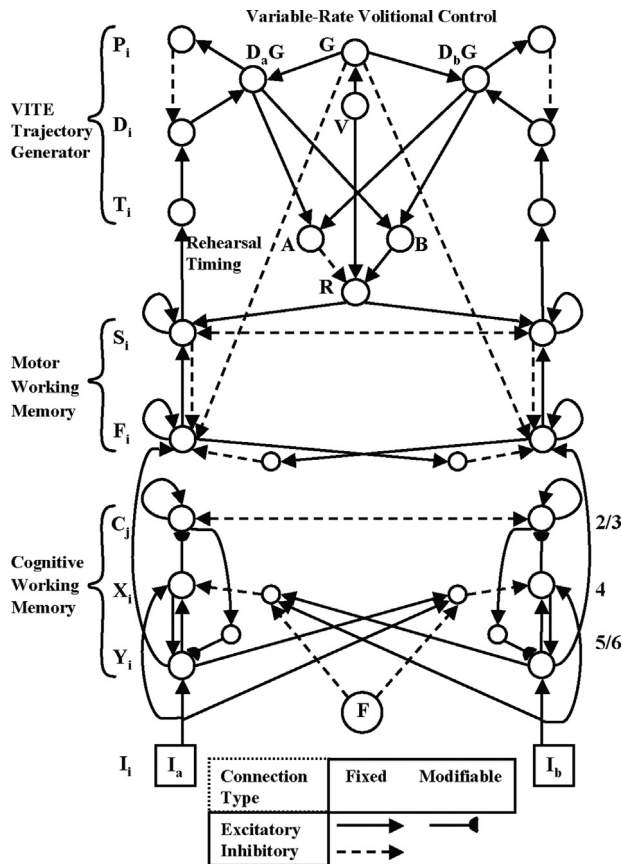 Variable-Rate Volitional Control
P_i
D_aG
G
D_bG
VITE
Trajectory
Generator
V
D_i
T_i
Rehearsal
Timing
A
B
R
S_i
Motor
Working
Memory
F_i
C_j
2/3
Cognitive
Working
Memory
X_i
4
Y_i
5/6
F
I_i
I_a
I_b
Connection
Type
Fixed
Modifiable
Excitatory
Inhibitory